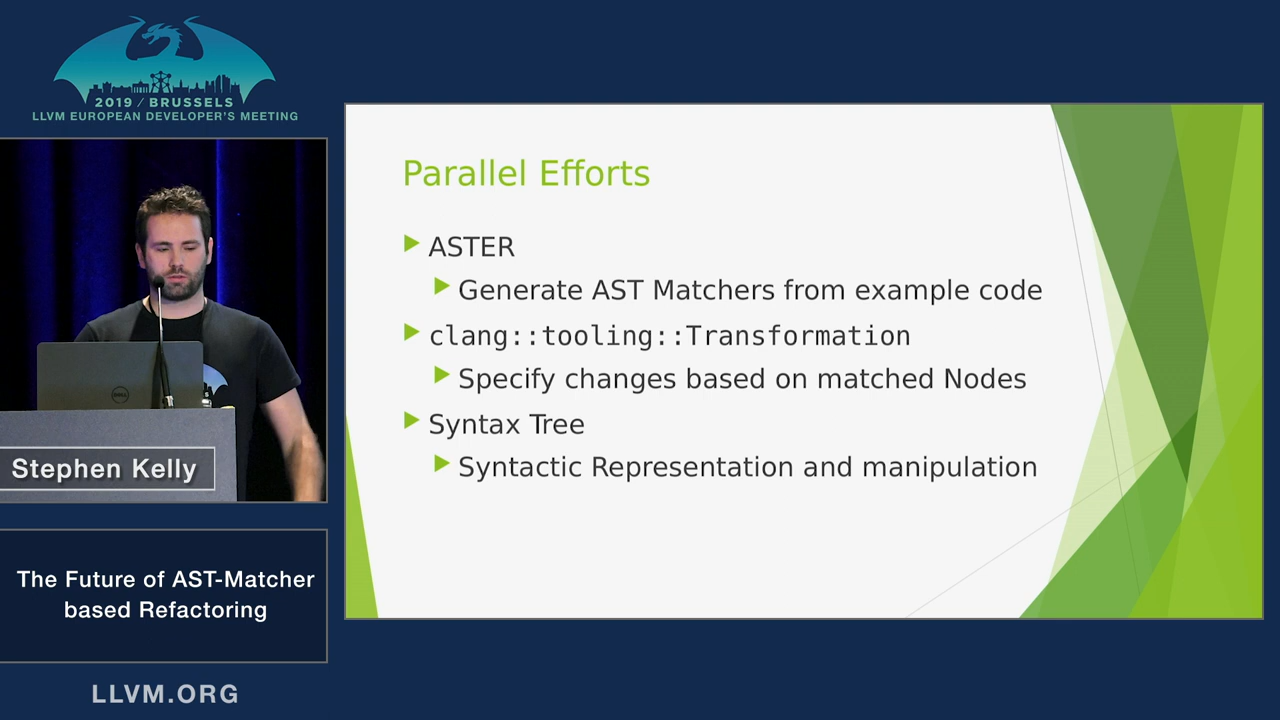 2019 / BRUSSELS
LLVM EUROPEAN DEVELOPER'S MEETING
Stephen Kelly
The Future of AST-Matcher
based Refactoring
LLVM.ORG
Parallel Efforts
ASTER
Generate AST Matchers from example code
clang::tooling::Transformation
Specify changes based on matched Nodes
Syntax Tree
Syntactic Representation and manipulation
DELL